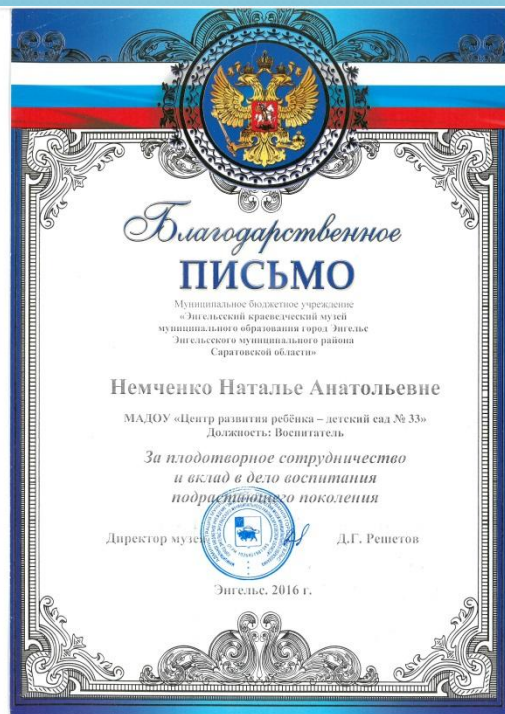 Благодарственное
ПИСЬМО
Муниципальное бюджетное учреждение
«Энгельсский краеведческий музей
муниципального образования город Энгельс
Энгельсского муниципального района
Саратовской области»
Немченко Наталье Анатольевне
МАДОУ «Центр развития ребёнка – детский сад № 33»
Должность: Воспитатель
За плодотворное сотрудничество
и вклад в дело воспитания
подрастающего поколения
Директор музея Д.Г. Решетов
Энгельс, 2016 г.